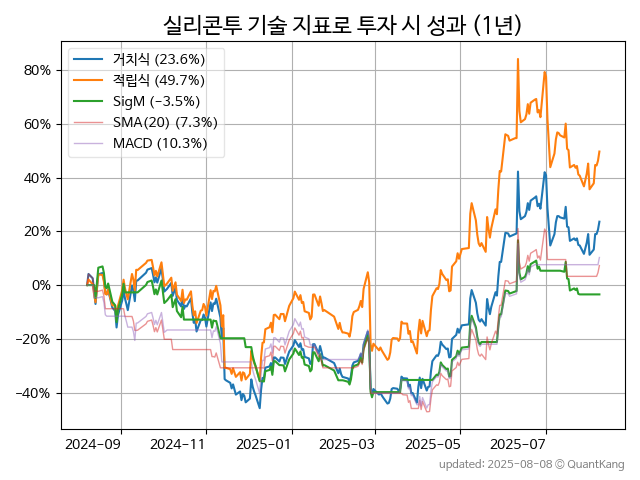 실리콘투 기술 지표로 투자 시 성과 (1년)
거치식 (23.6%)
적립식 (49.7%)
SigM (-3.5%)
SMA(20) (7.3%)
MACD (10.3%)
80%
60%
40%
20%
0%
-20%
-40%
2024-09 2024-11 2025-01 2025-03 2025-05 2025-07
updated: 2025-08-08 © QuantKang